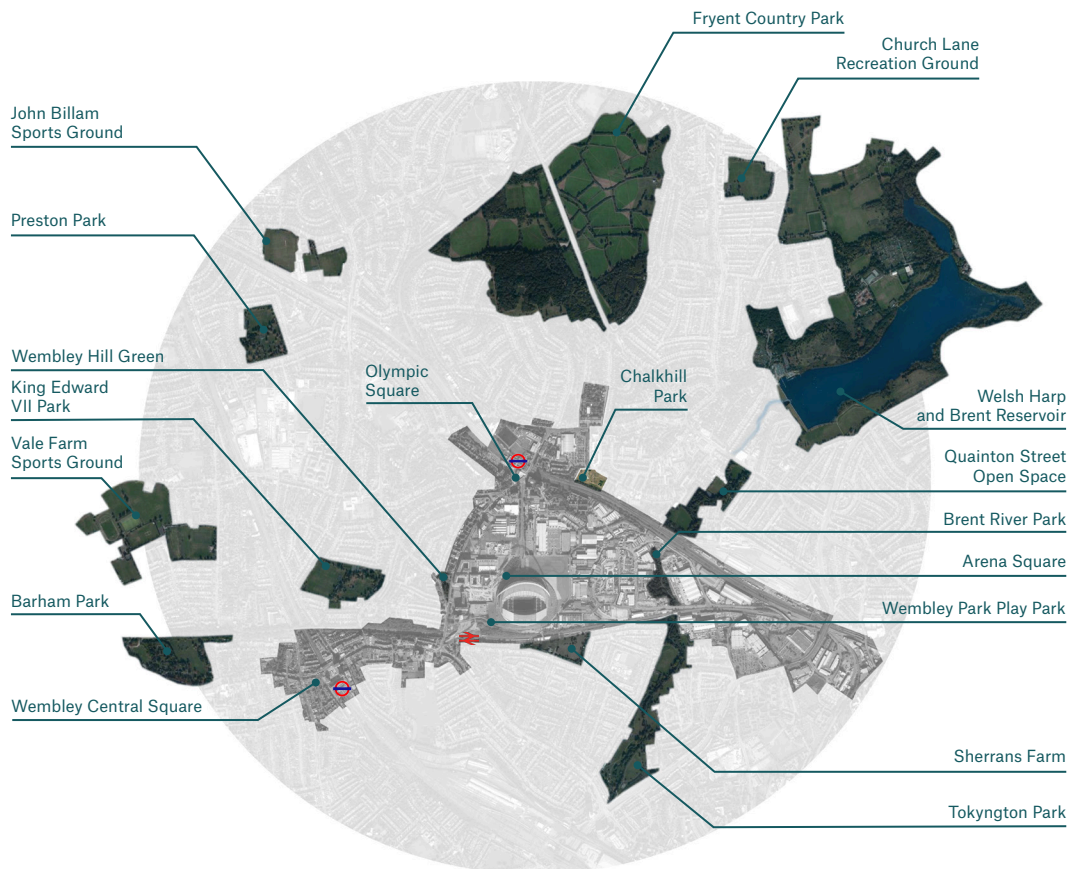 Fryent Country Park
Church Lane
Recreation Ground
John Billam
Sports Ground
Preston Park
Wembley Hill Green
King Edward
VII Park
Vale Farm
Sports Ground
Olympic
Square
Chalkhill
Park
Welsh Harp
and Brent Reservoir
Quainton Street
Open Space
Brent River Park
Arena Square
Wembley Park Play Park
Barham Park
Wembley Central Square
Sherrans Farm
Tokyngton Park